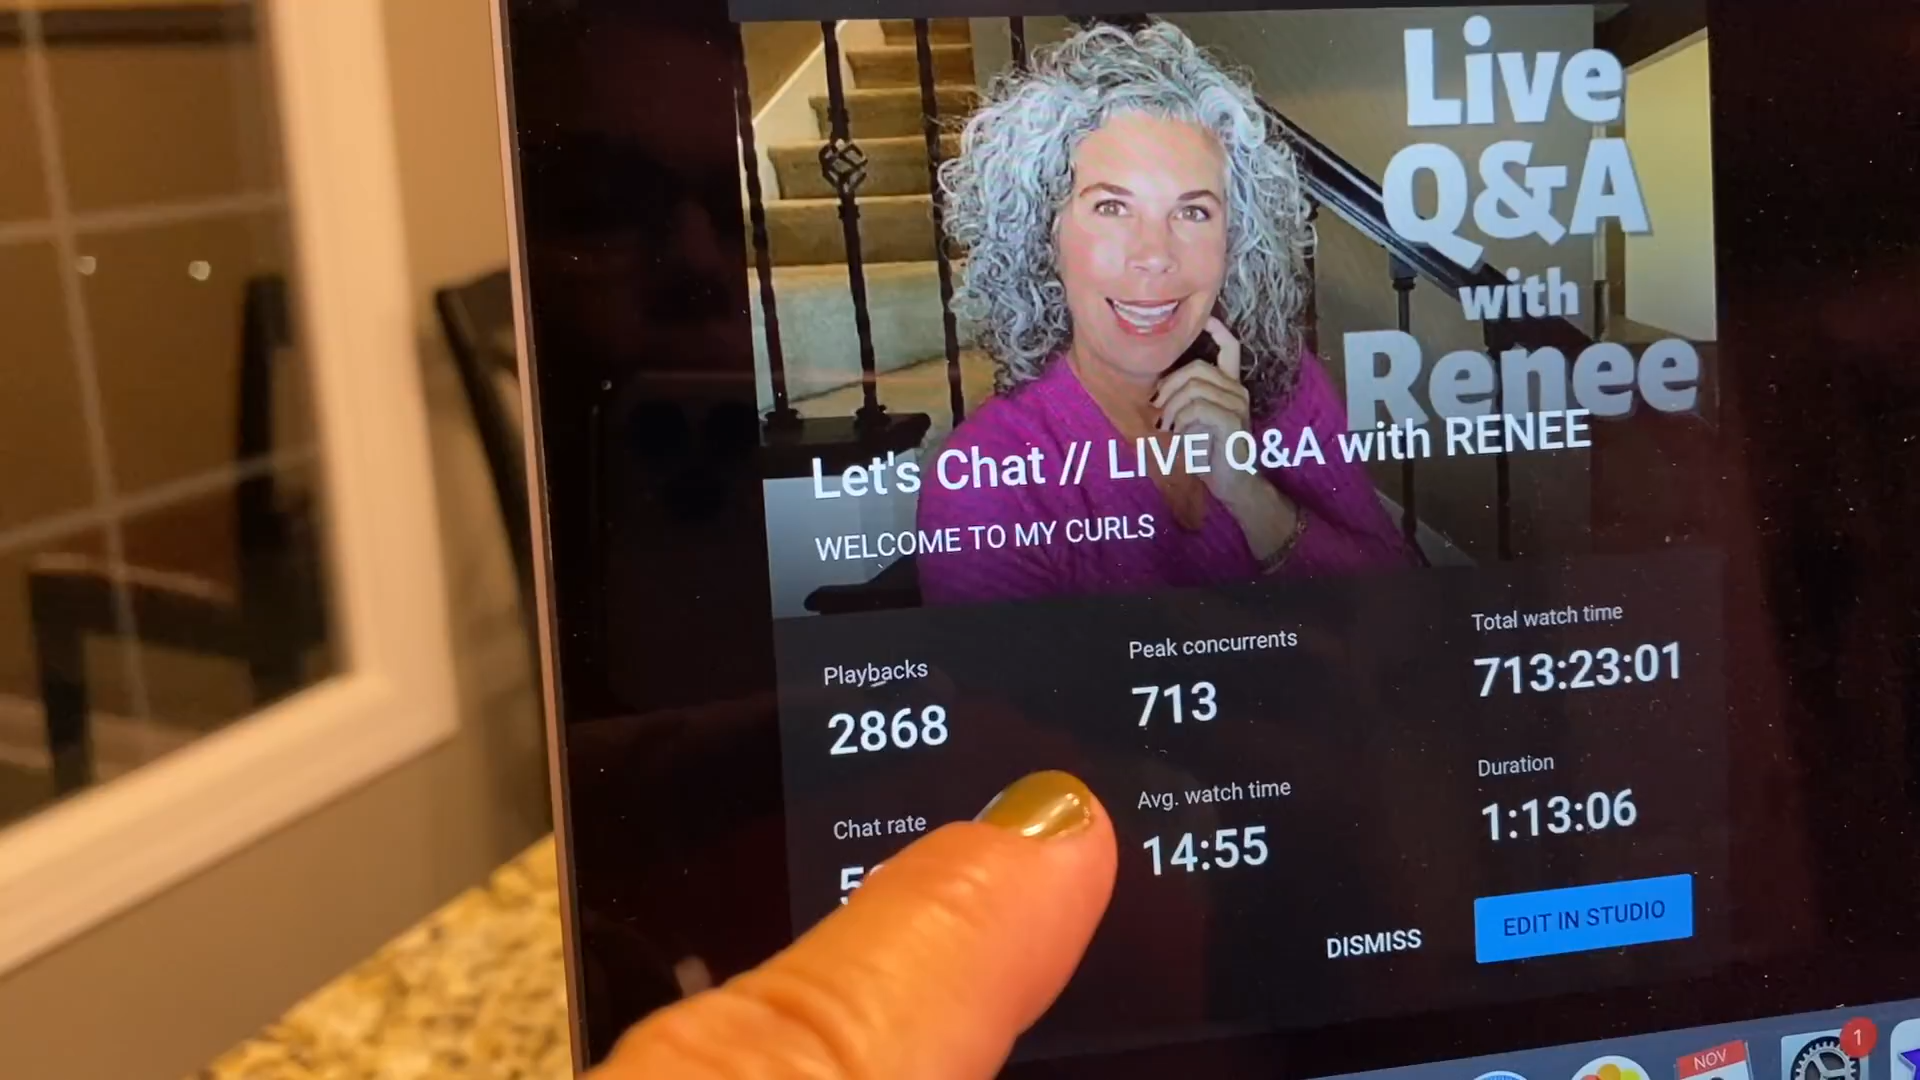 Live
Q&A
with
Renee
Let's Chat // LIVE Q&A with RENEE
WELCOME TO MY CURLS
Playbacks
2868
Peak concurrents
713
Total watch time
713:23:01
Chat rate
Avg. watch time
14:55
Duration
1:13:06
DISMISS
EDIT IN STUDIO
NOV
1